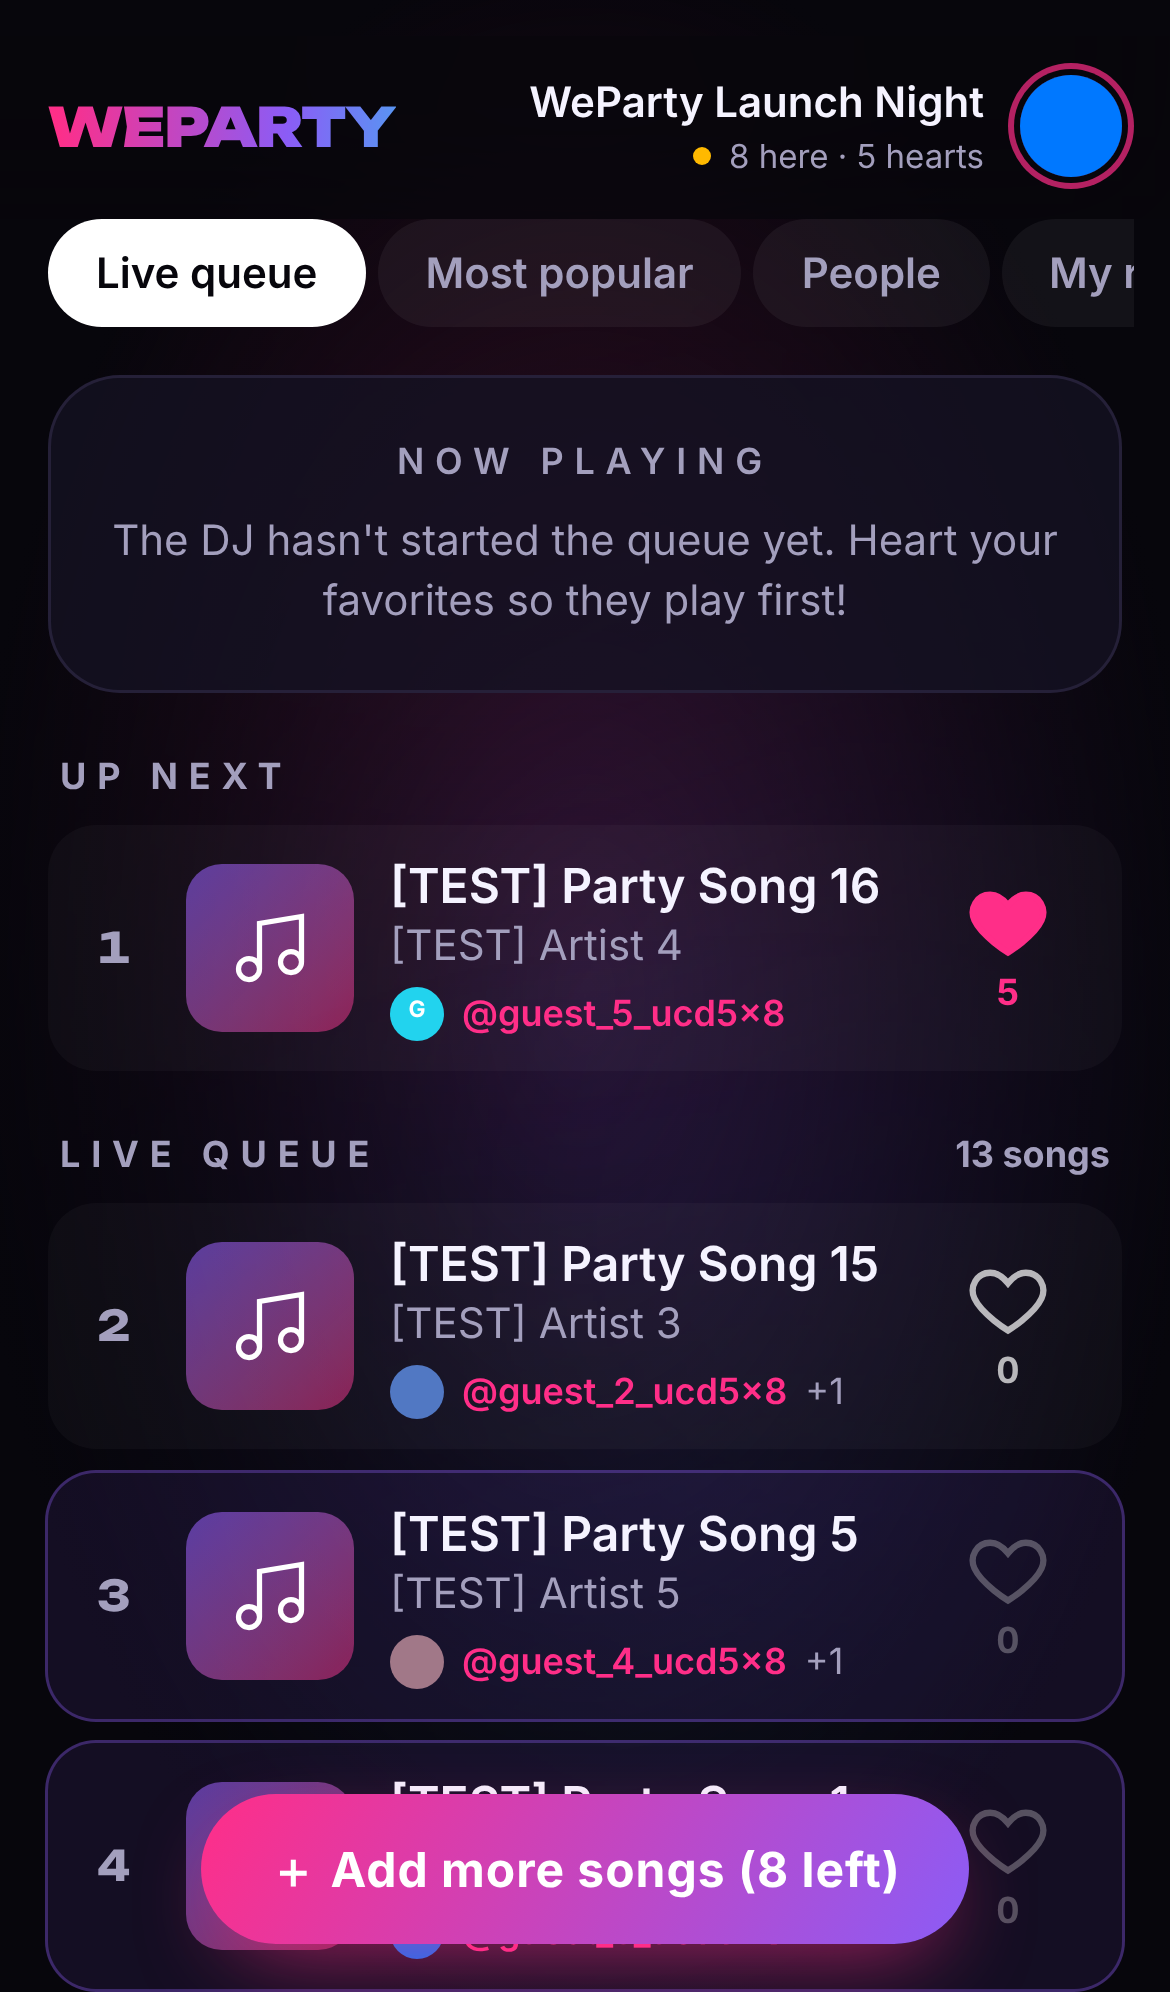 WEPARTY
WeParty Launch Night
8 here · 5 hearts
Live queue
Most popular
People
My
NOW PLAYING
The DJ hasn't started the queue yet. Heart your
favorites so they play first!
UP NEXT
1
[TEST] Party Song 16
[TEST] Artist 4
G
@guest_5_ucd5x8
5
LIVE QUEUE
13 songs
2
[TEST] Party Song 15
[TEST] Artist 3
@guest_2_ucd5x8 +1
0
3
[TEST] Party Song 5
[TEST] Artist 5
@guest_4_ucd5x8 +1
0
4
+ Add more songs (8 left)
0